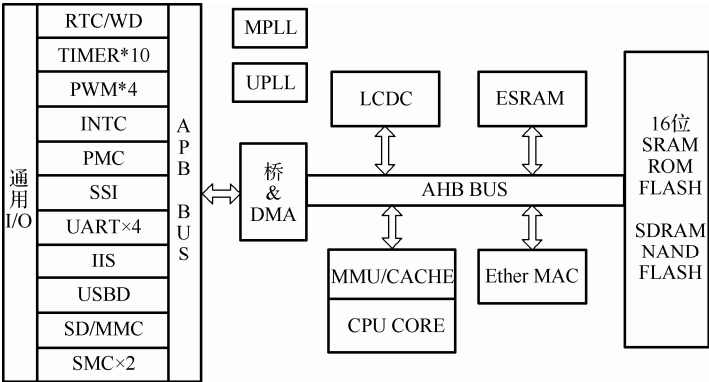 通用
I/O
RTC/WD
TIMER*10
PWM*4
INTC
PMC
SSI
UART×4
IIS
USBD
SD/MMC
SMC×2
APB BUS
MPLL
UPLL
桥
&
DMA
LCDC
ESRAM
AHB BUS
MMU/CACHE
CPU CORE
Ether MAC
16位
SRAM
ROM
FLASH
SDRAM
NAND
FLASH